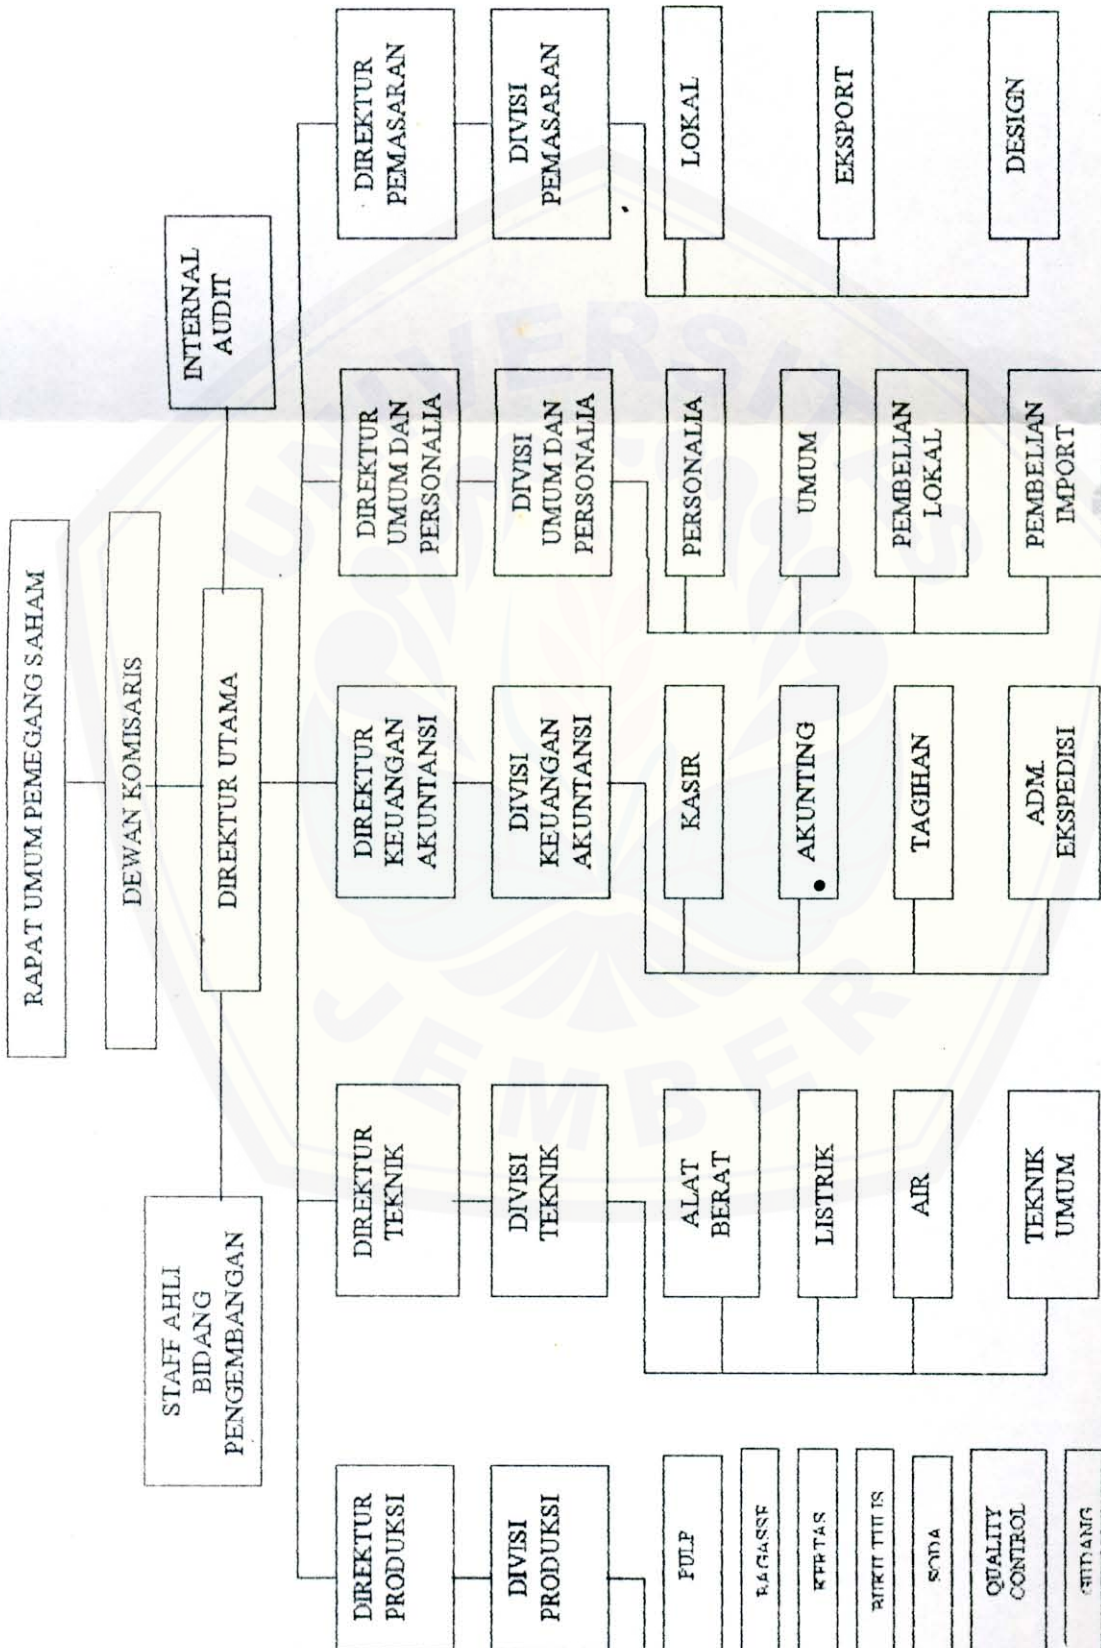 RAPAT UMUM PEMEGANG SAHAM
DEWAN KOMISARIS
DIREKTUR UTAMA
STAFF AHLI
BIDANG
PENGEMBANGAN
INTERNAL
AUDIT
DIREKTUR
PRODUKSI
DIREKTUR
TEKNIK
DIREKTUR
KEUANGAN
AKUNTANSI
DIREKTUR
UMUM DAN
PERSONALIA
DIREKTUR
PEMASARAN
DIVISI
PRODUKSI
DIVISI
TEKNIK
DIVISI
KEUANGAN
AKUNTANSI
DIVISI
UMUM DAN
PERSONALIA
DIVISI
PEMASARAN
PULP
BAGASSE
KERTAS
BUKU TULIS
SODA
QUALITY
CONTROL
GUDANG
ALAT
BERAT
LISTRIK
AIR
TEKNIK
UMUM
KASIR
AKUNTING
TAGIHAN
ADM.
EKSPEDISI
PERSONALIA
UMUM
PEMBELIAN
LOKAL
PEMBELIAN
IMPORT
LOKAL
EKSPORT
DESIGN
UNIVERSITAS
JEMBER